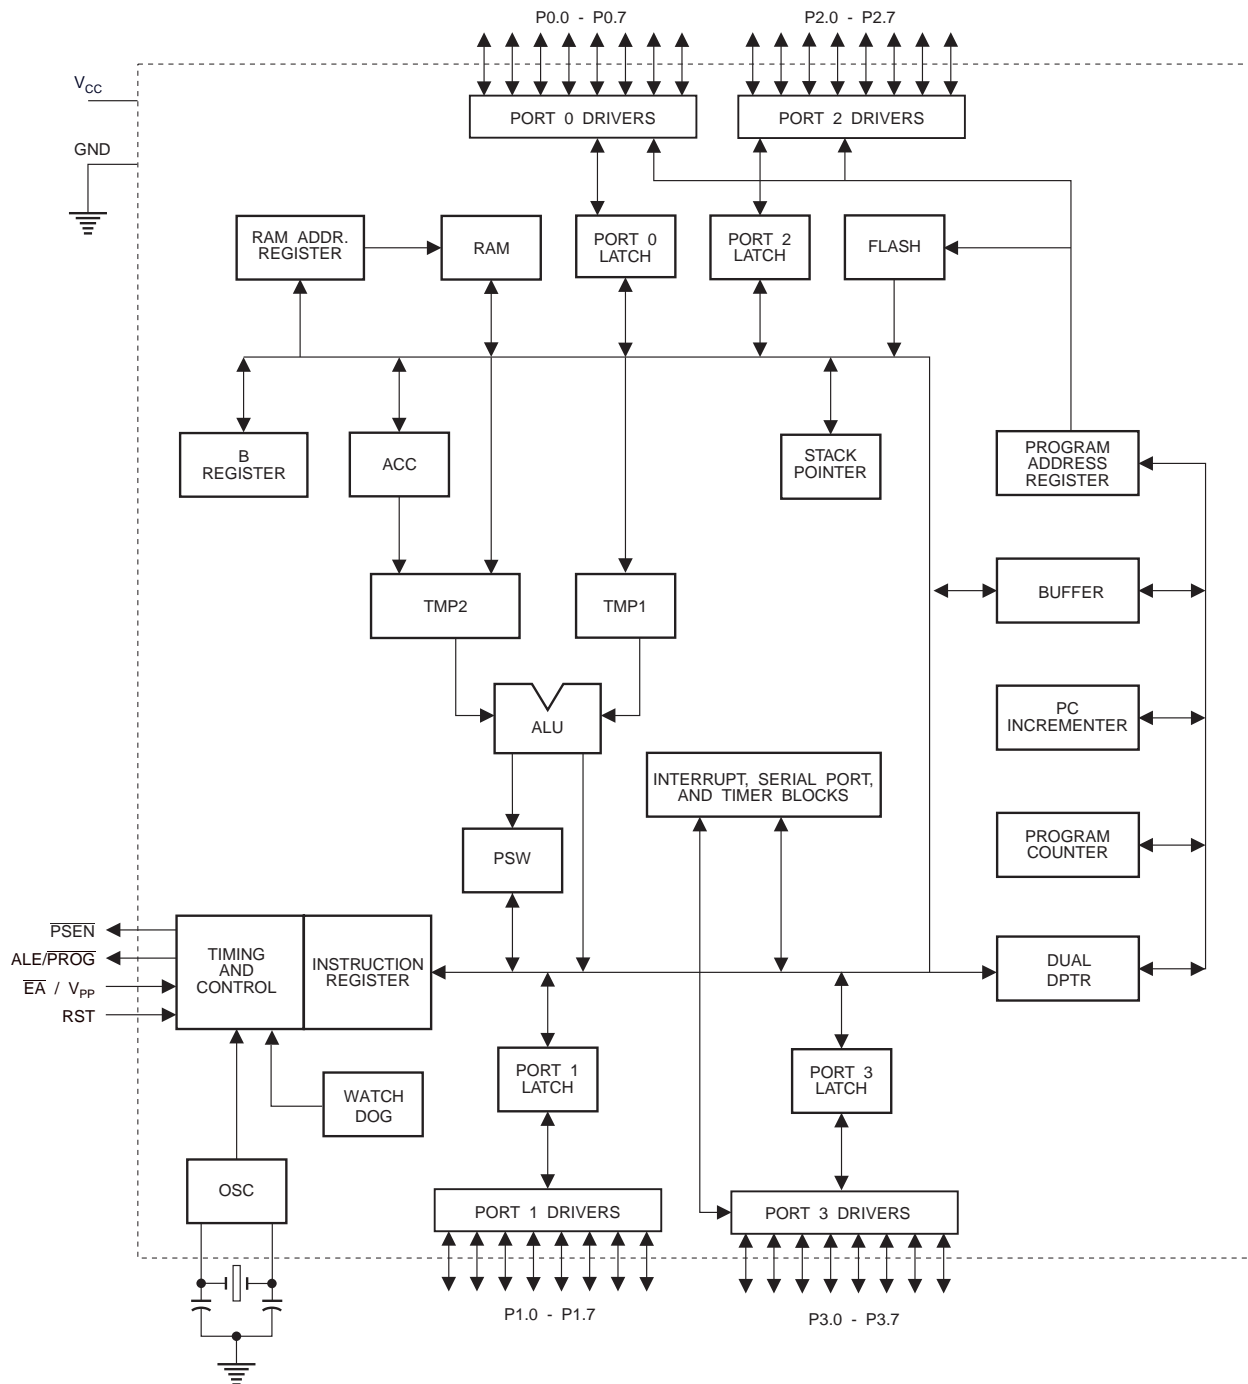 P0.0 - P0.7
P2.0 - P2.7
VCC
PORT 0 DRIVERS
PORT 2 DRIVERS
GND
RAM ADDR.
REGISTER
RAM
PORT 0
LATCH
PORT 2
LATCH
FLASH
B
REGISTER
ACC
STACK
POINTER
PROGRAM
ADDRESS
REGISTER
TMP2
TMP1
BUFFER
ALU
PC
INCREMENTER
INTERRUPT, SERIAL PORT,
AND TIMER BLOCKS
PSW
PROGRAM
COUNTER
PSEN
ALE/PROG
EA / VPP
RST
TIMING
AND
CONTROL
INSTRUCTION
REGISTER
DUAL
DPTR
WATCH
DOG
PORT 1
LATCH
PORT 3
LATCH
OSC
PORT 1 DRIVERS
PORT 3 DRIVERS
P1.0 - P1.7
P3.0 - P3.7